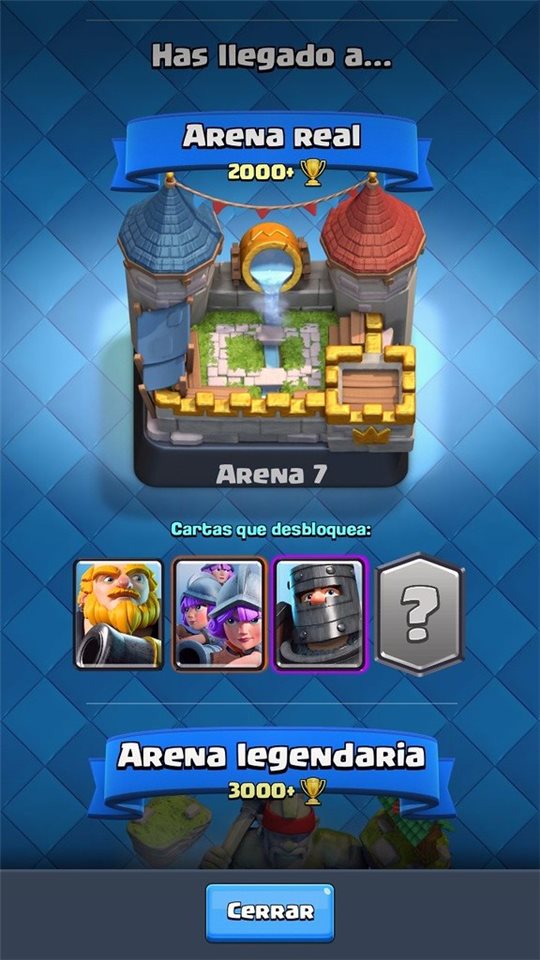 Has llegado a...
Arena real
2000+
Arena 7
Cartas que desbloquea:
?
Arena legendaria
3000+
Cerrar